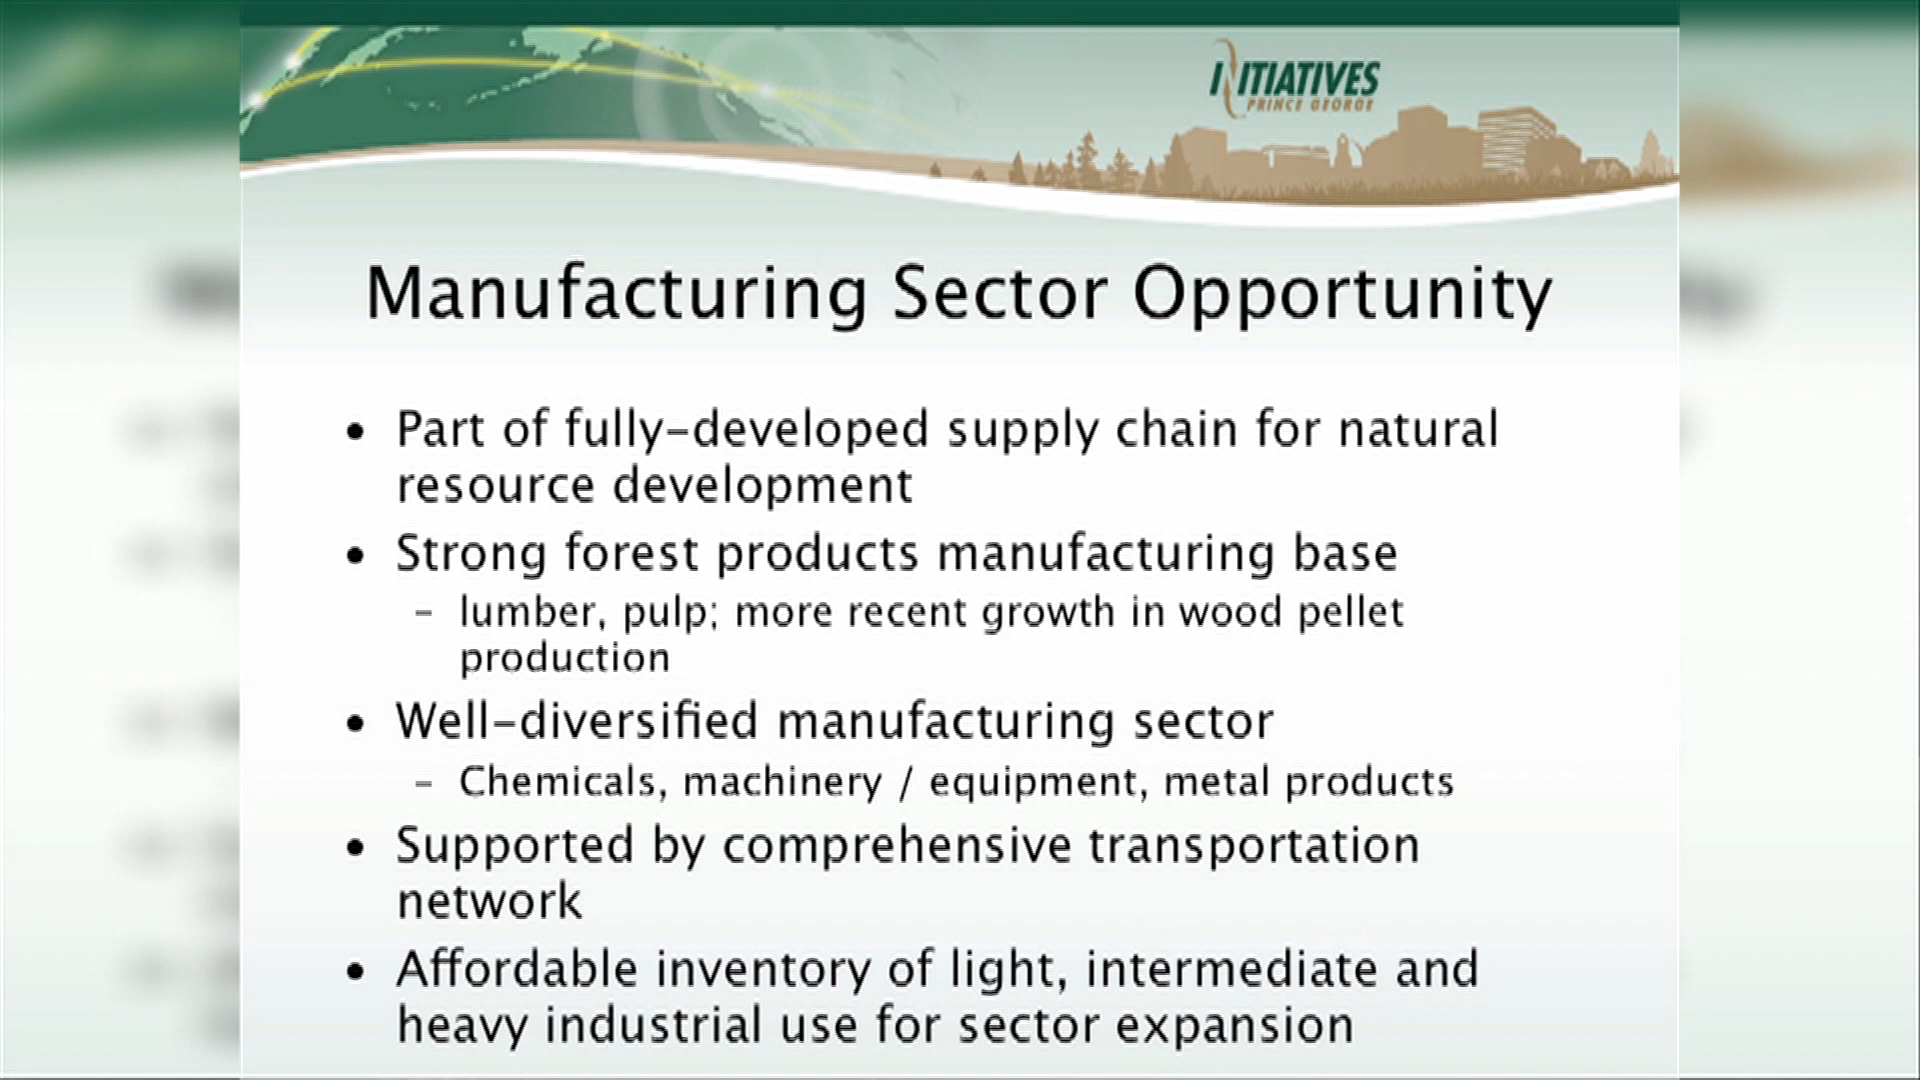 INITIATIVES
PRINCE GEORGE
Manufacturing Sector Opportunity
• Part of fully-developed supply chain for natural
resource development
• Strong forest products manufacturing base
– lumber, pulp; more recent growth in wood pellet
production
• Well-diversified manufacturing sector
– Chemicals, machinery / equipment, metal products
• Supported by comprehensive transportation
network
• Affordable inventory of light, intermediate and
heavy industrial use for sector expansion